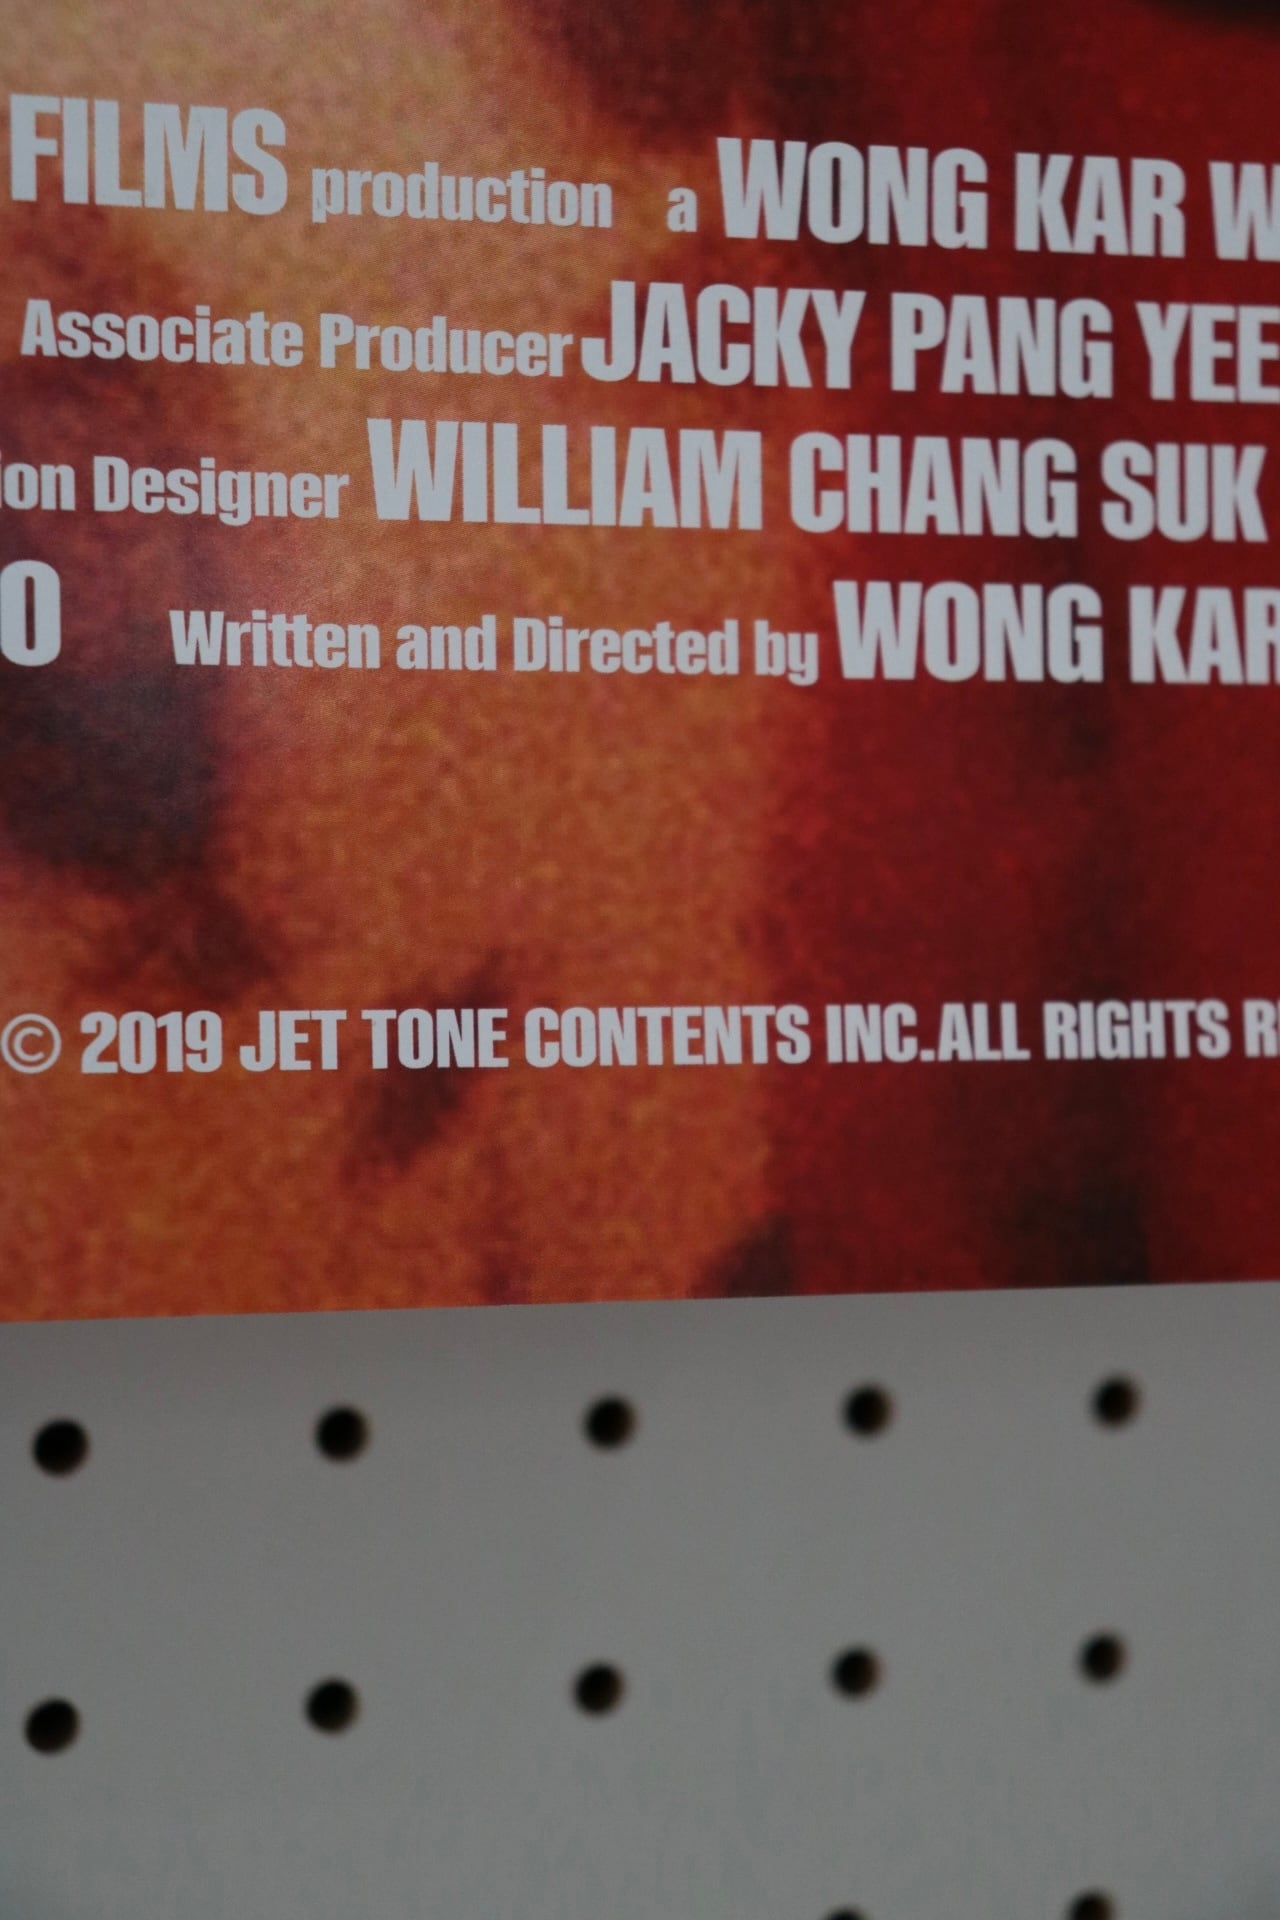 FILMS production a WONG KAR W
Associate Producer JACKY PANG YEE
ion Designer WILLIAM CHANG SUK
O Written and Directed by WONG KAR
© 2019 JET TONE CONTENTS INC.ALL RIGHTS R